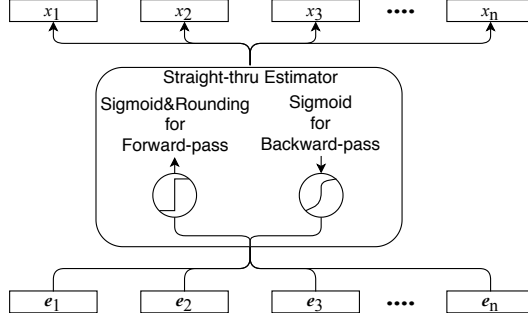 x1 x2 x3 •••• xn
Straight-thru Estimator
Sigmoid&Rounding Sigmoid
for for
Forward-pass Backward-pass
e1 e2 e3 •••• en